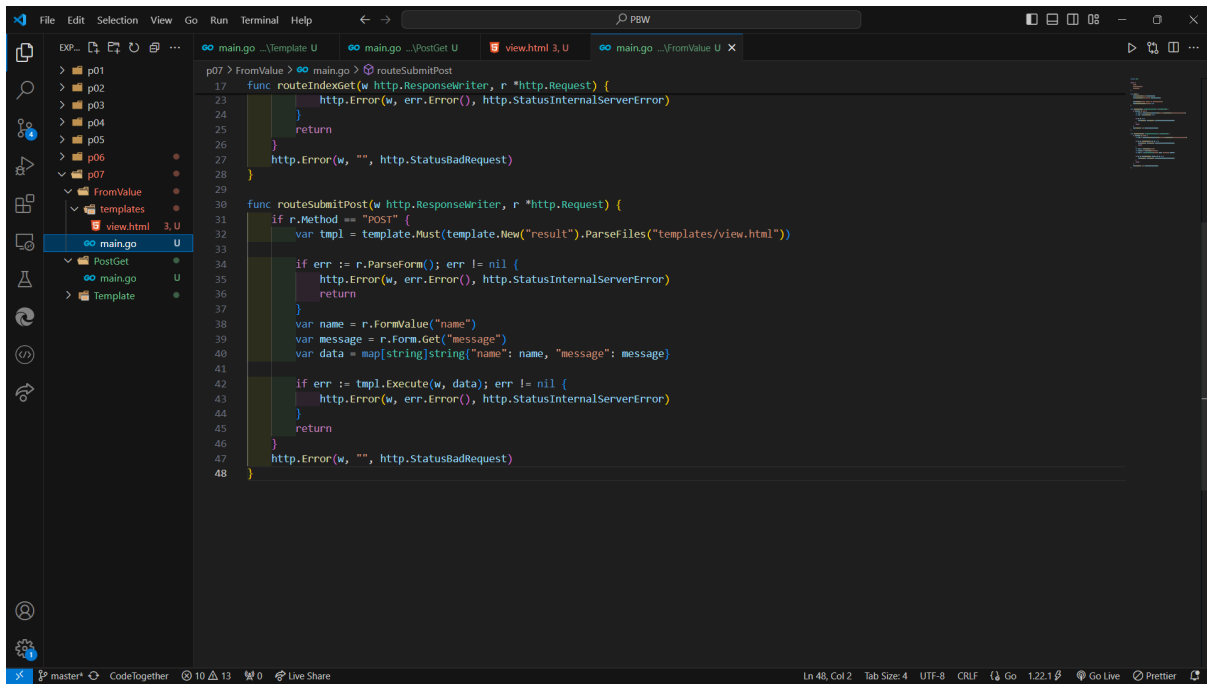 File Edit Selection View Go Run Terminal Help
PBW
EXP...
main.go ...\Template U
main.go ...\PostGet U
view.html 3, U
main.go ...\FromValue U
p07 > FromValue > main.go > routeSubmitPost
p01
p02
p03
p04
p05
p06
p07
FromValue
templates
view.html 3, U
main.go U
PostGet
main.go U
Template
17 func routeIndexGet(w http.ResponseWriter, r *http.Request) {
23 http.Error(w, err.Error(), http.StatusInternalServerError)
24 }
25 return
26 }
27 http.Error(w, "", http.StatusBadRequest)
28 }
29
30 func routeSubmitPost(w http.ResponseWriter, r *http.Request) {
31 if r.Method == "POST" {
32 var tmpl = template.Must(template.New("result").ParseFiles("templates/view.html"))
33
34 if err := r.ParseForm(); err != nil {
35 http.Error(w, err.Error(), http.StatusInternalServerError)
36 return
37 }
38 var name = r.FormValue("name")
39 var message = r.Form.Get("message")
40 var data = map[string]string{"name": name, "message": message}
41
42 if err := tmpl.Execute(w, data); err != nil {
43 http.Error(w, err.Error(), http.StatusInternalServerError)
44 }
45 return
46 }
47 http.Error(w, "", http.StatusBadRequest)
48 }
4
1
master* CodeTogether 10 13 0 Live Share
Ln 48, Col 2 Tab Size: 4 UTF-8 CRLF Go 1.22.1 Go Live Prettier